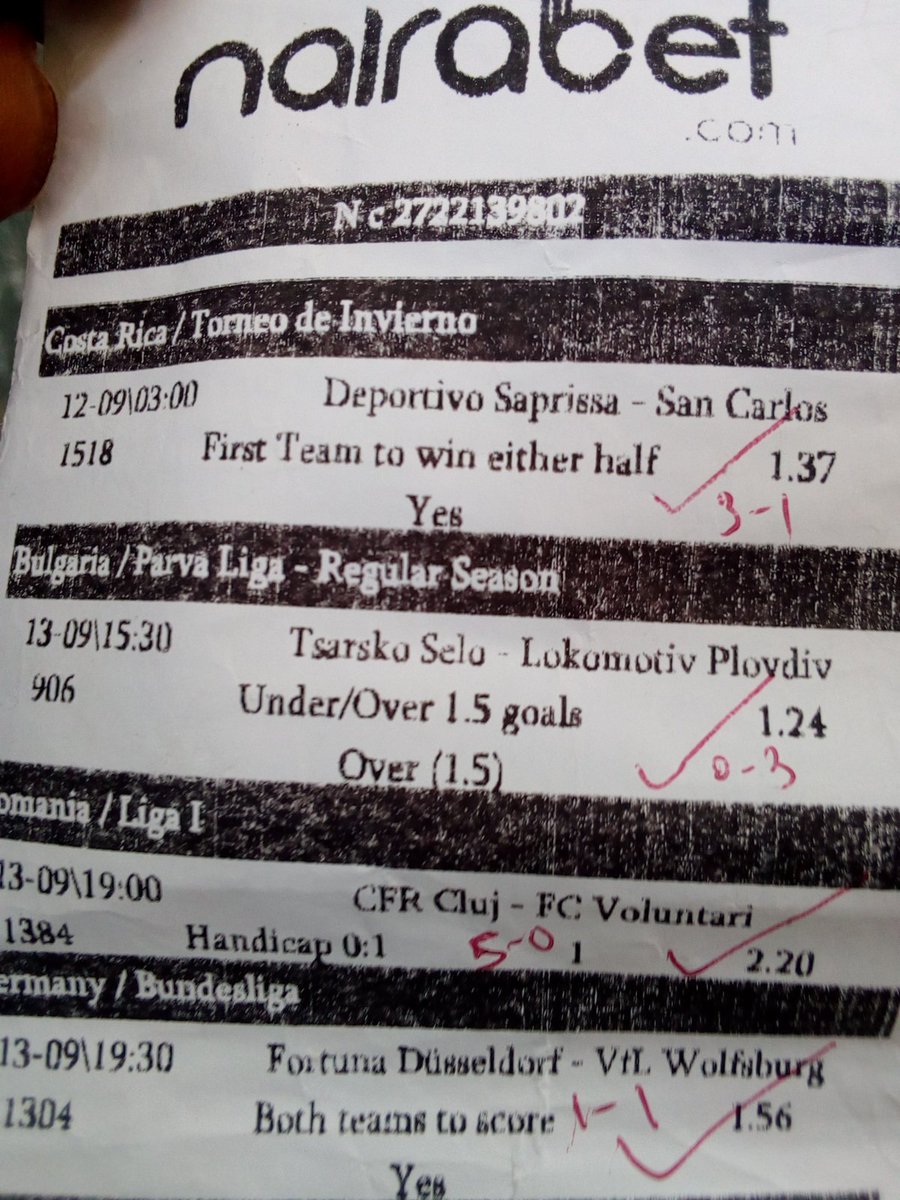 nairabet
.com
N c 2722139802
Costa Rica / Torneo de Invierno
12-09\03:00 Deportivo Saprissa - San Carlos
1518 First Team to win either half 1.37
Yes 3-1
Bulgaria / Parva Liga - Regular Season
13-09\15:30 Tsarsko Selo - Lokomotiv Plovdiv
906 Under/Over 1.5 goals 1.24
Over (1.5) 0-3
omania / Liga I
13-09\19:00 CFR Cluj - FC Voluntari
1384 Handicap 0:1 5-0 1 2.20
ermany / Bundesliga
13-09\19:30 Fortuna Düsseldorf - VfL Wolfsburg
1304 Both teams to score 1-1 1.56
Yes